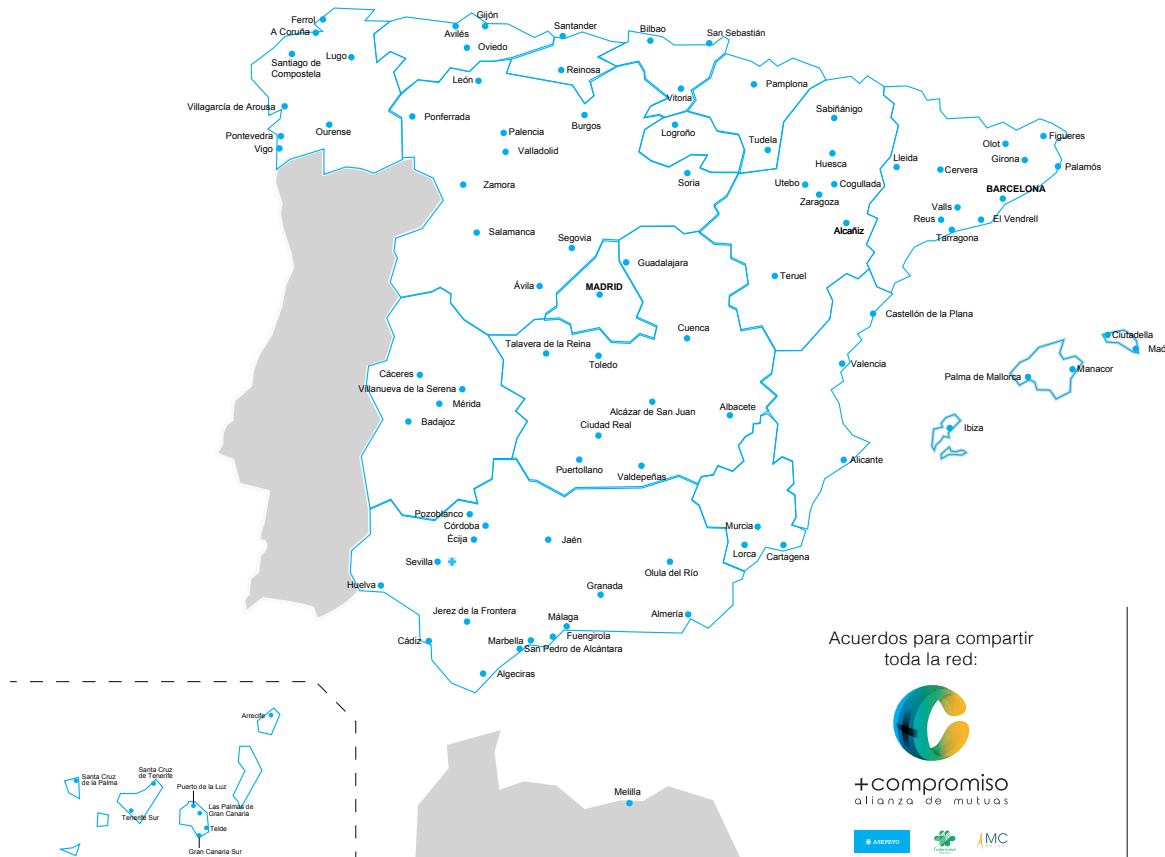 Ferrol
Gijón
A Coruña
Avilés
Santander
Bilbao
San Sebastián
Oviedo
Santiago de
Compostela
Lugo
León
Reinosa
Pamplona
Vitoria
Villagarcía de Arousa
Ponferrada
Burgos
Sabiñánigo
Pontevedra
Ourense
Palencia
Logroño
Tudela
Olot
Figueres
Vigo
Valladolid
Huesca
Lleida
Girona
Cervera
Palamós
Zamora
Soria
Utebo
Cogullada
Zaragoza
BARCELONA
Valls
Reus
El Vendrell
Tarragona
Salamanca
Alcañiz
Segovia
Guadalajara
Teruel
Ávila
MADRID
Castellón de la Plana
Cuenca
Ciutadella
Maó
Talavera de la Reina
Toledo
Valencia
Palma de Mallorca
Manacor
Cáceres
Villanueva de la Serena
Mérida
Badajoz
Alcázar de San Juan
Albacete
Ciudad Real
Ibiza
Puertollano
Valdepeñas
Alicante
Pozoblanco
Córdoba
Écija
Jaén
Murcia
Lorca
Cartagena
Sevilla
Olula del Río
Huelva
Granada
Jerez de la Frontera
Málaga
Almería
Cádiz
Marbella
Fuengirola
San Pedro de Alcántara
Algeciras
Acuerdos para compartir
toda la red:
+compromiso
alianza de mutuas
ASEPEYO
Fraternidad
MC
Arrecife
Santa Cruz
de la Palma
Santa Cruz
de Tenerife
Puerto de la Luz
Las Palmas de
Gran Canaria
Tenerife Sur
Telde
Gran Canaria Sur
Melilla